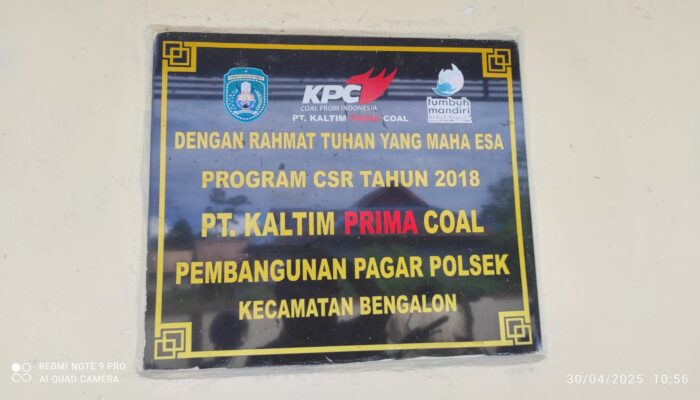 KPC
COAL FROM INDONESIA
PT. KALTIM PRIMA COAL
tumbuh
mandiri
DENGAN RAHMAT TUHAN YANG MAHA ESA
PROGRAM CSR TAHUN 2018
PT. KALTIM PRIMA COAL
PEMBANGUNAN PAGAR POLSEK
KECAMATAN BENGALON
REDMI NOTE 9 PRO
AI QUAD CAMERA
30/04/2025 10:56